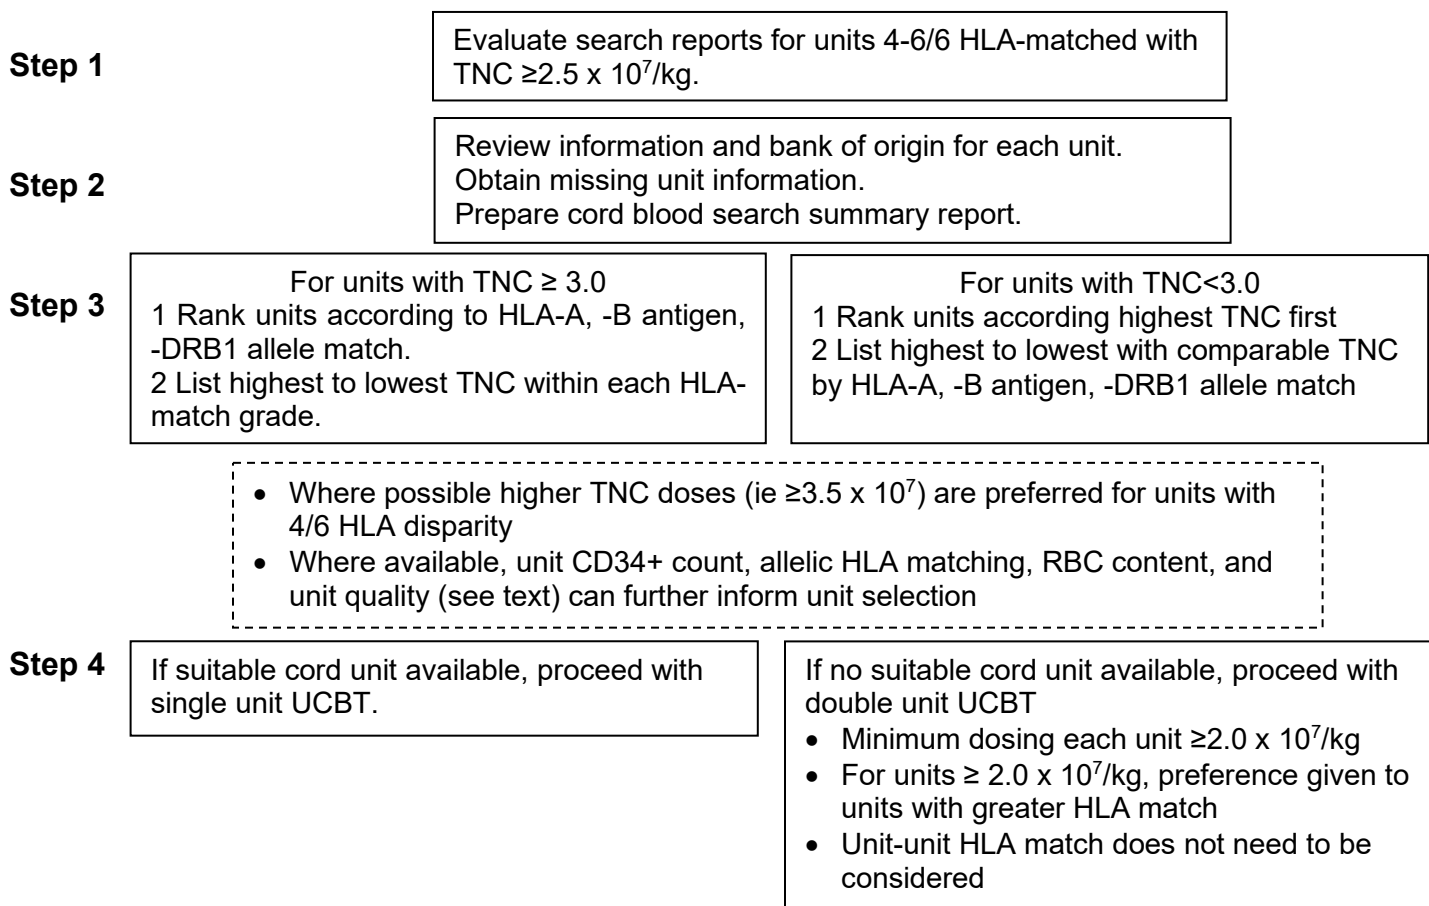 Step 1
Evaluate search reports for units 4-6/6 HLA-matched with
TNC ≥2.5 x 10⁷/kg.
Step 2
Review information and bank of origin for each unit.
Obtain missing unit information.
Prepare cord blood search summary report.
Step 3
For units with TNC ≥ 3.0
1 Rank units according to HLA-A, -B antigen,
-DRB1 allele match.
2 List highest to lowest TNC within each HLA-
match grade.
For units with TNC<3.0
1 Rank units according highest TNC first
2 List highest to lowest with comparable TNC
by HLA-A, -B antigen, -DRB1 allele match
• Where possible higher TNC doses (ie ≥3.5 x 10⁷) are preferred for units with
4/6 HLA disparity
• Where available, unit CD34+ count, allelic HLA matching, RBC content, and
unit quality (see text) can further inform unit selection
Step 4
If suitable cord unit available, proceed with
single unit UCBT.
If no suitable cord unit available, proceed with
double unit UCBT
• Minimum dosing each unit ≥2.0 x 10⁷/kg
• For units ≥ 2.0 x 10⁷/kg, preference given to
units with greater HLA match
• Unit-unit HLA match does not need to be
considered